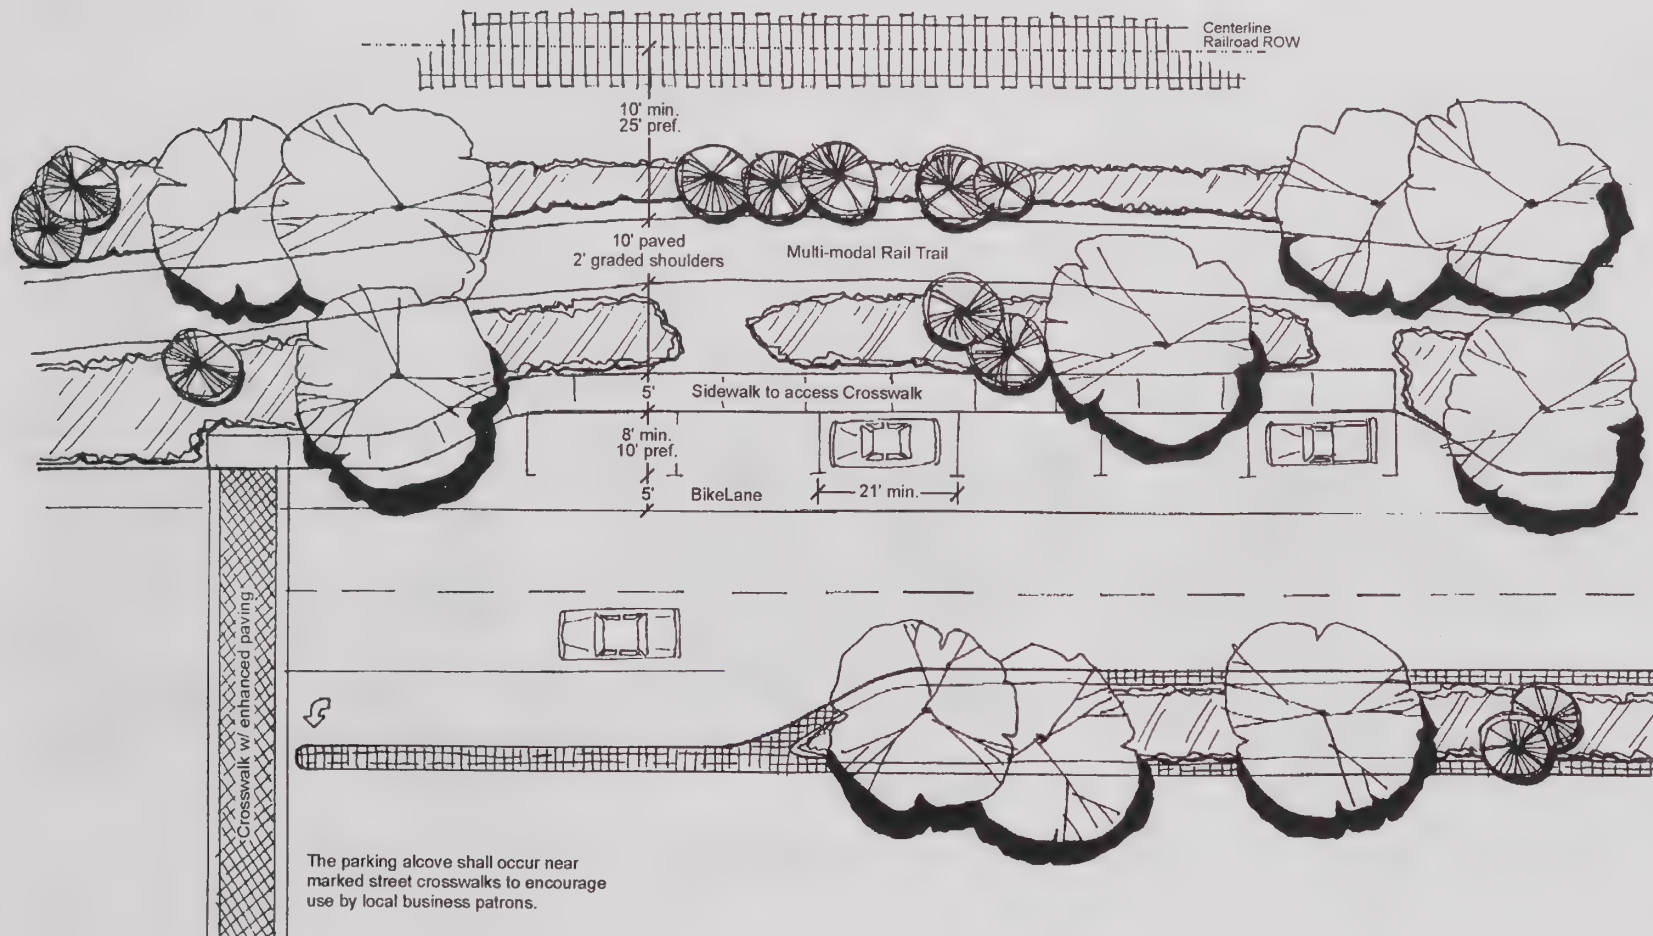 Centerline
Railroad ROW
10' min.
25' pref.
10' paved
2' graded shoulders
Multi-modal Rail Trail
5'
Sidewalk to access Crosswalk
8' min.
10' pref.
5'
BikeLane
21' min.
Crosswalk w/ enhanced paving
The parking alcove shall occur near
marked street crosswalks to encourage
use by local business patrons.